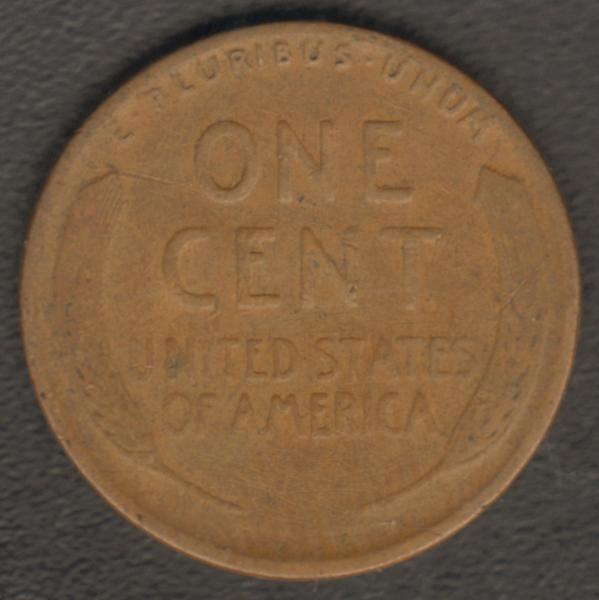 E·PLURIBUS·UNUM
ONE
CENT
UNITED STATES
OF AMERICA